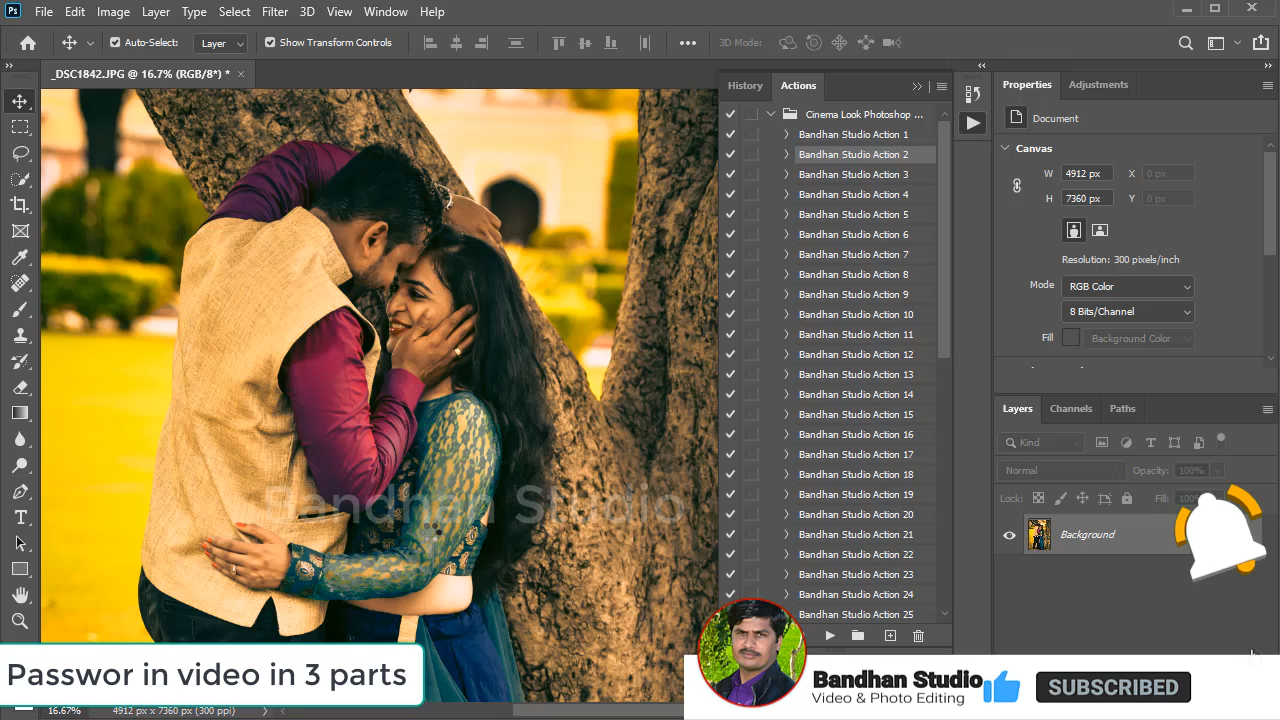 Ps File Edit Image Layer Type Select Filter 3D View Window Help
Auto-Select: Layer Show Transform Controls 3D Mode:
_DSC1842.JPG @ 16.7% (RGB/8*) *
History Actions
Cinema Look Photoshop ...
Bandhan Studio Action 1
Bandhan Studio Action 2
Bandhan Studio Action 3
Bandhan Studio Action 4
Bandhan Studio Action 5
Bandhan Studio Action 6
Bandhan Studio Action 7
Bandhan Studio Action 8
Bandhan Studio Action 9
Bandhan Studio Action 10
Bandhan Studio Action 11
Bandhan Studio Action 12
Bandhan Studio Action 13
Bandhan Studio Action 14
Bandhan Studio Action 15
Bandhan Studio Action 16
Bandhan Studio Action 17
Bandhan Studio Action 18
Bandhan Studio Action 19
Bandhan Studio Action 20
Bandhan Studio Action 21
Bandhan Studio Action 22
Bandhan Studio Action 23
Bandhan Studio Action 24
Bandhan Studio Action 25
Properties Adjustments
Document
Canvas
W 4912 px X 0 px
H 7360 px Y 0 px
Resolution: 300 pixels/inch
Mode RGB Color
8 Bits/Channel
Fill Background Color
Layers Channels Paths
Kind
Normal Opacity: 100%
Lock: Fill: 100%
Background
Bandhan Studio
Passwor in video in 3 parts
16.67% 4912 px x 7360 px (300 ppi)
Bandhan Studio
Video & Photo Editing
SUBSCRIBED